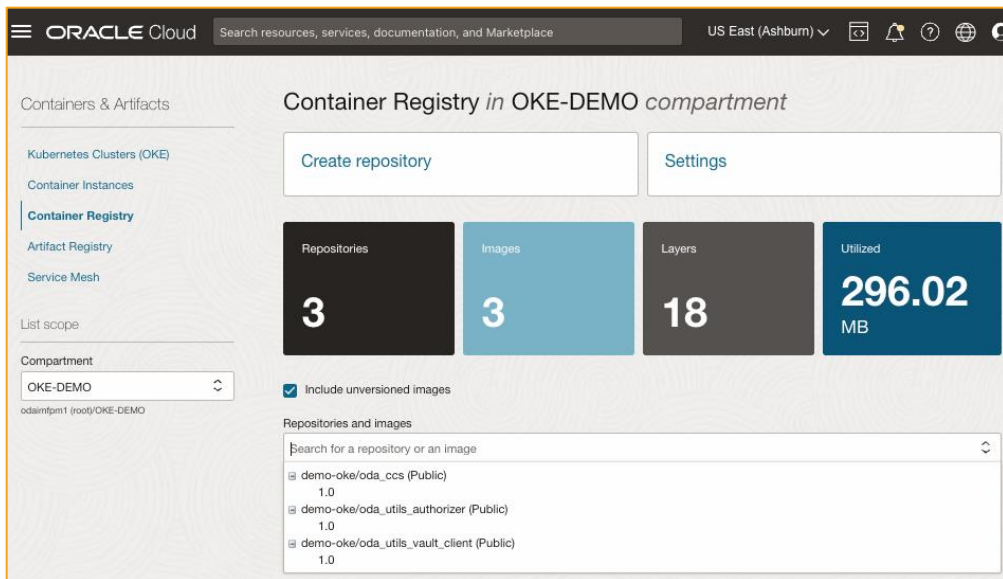 ORACLE Cloud
Search resources, services, documentation, and Marketplace
US East (Ashburn)
Containers & Artifacts
Kubernetes Clusters (OKE)
Container Instances
Container Registry
Artifact Registry
Service Mesh
List scope
Compartment
OKE-DEMO
odaimfpm1 (root)/OKE-DEMO
Container Registry in OKE-DEMO compartment
Create repository
Settings
Repositories
3
Images
3
Layers
18
Utilized
296.02
MB
Include unversioned images
Repositories and images
Search for a repository or an image
demo-oke/oda_ccs (Public)
1.0
demo-oke/oda_utils_authorizer (Public)
1.0
demo-oke/oda_utils_vault_client (Public)
1.0